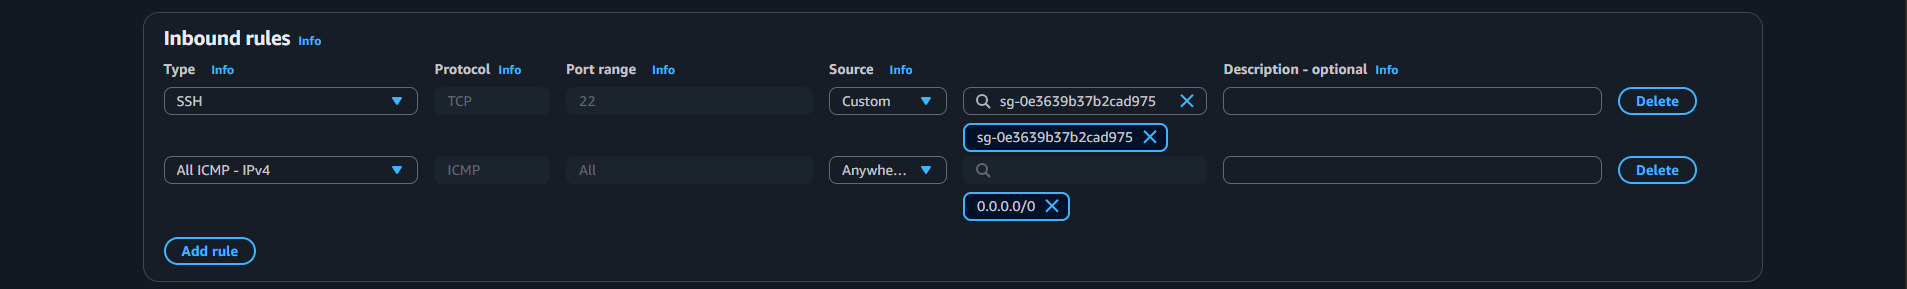 Inbound rules Info
Type Info Protocol Info Port range Info Source Info Description - optional Info
SSH TCP 22 Custom sg-0e3639b37b2cad975 Delete
sg-0e3639b37b2cad975
All ICMP - IPv4 ICMP All Anywhe... Delete
0.0.0.0/0
Add rule